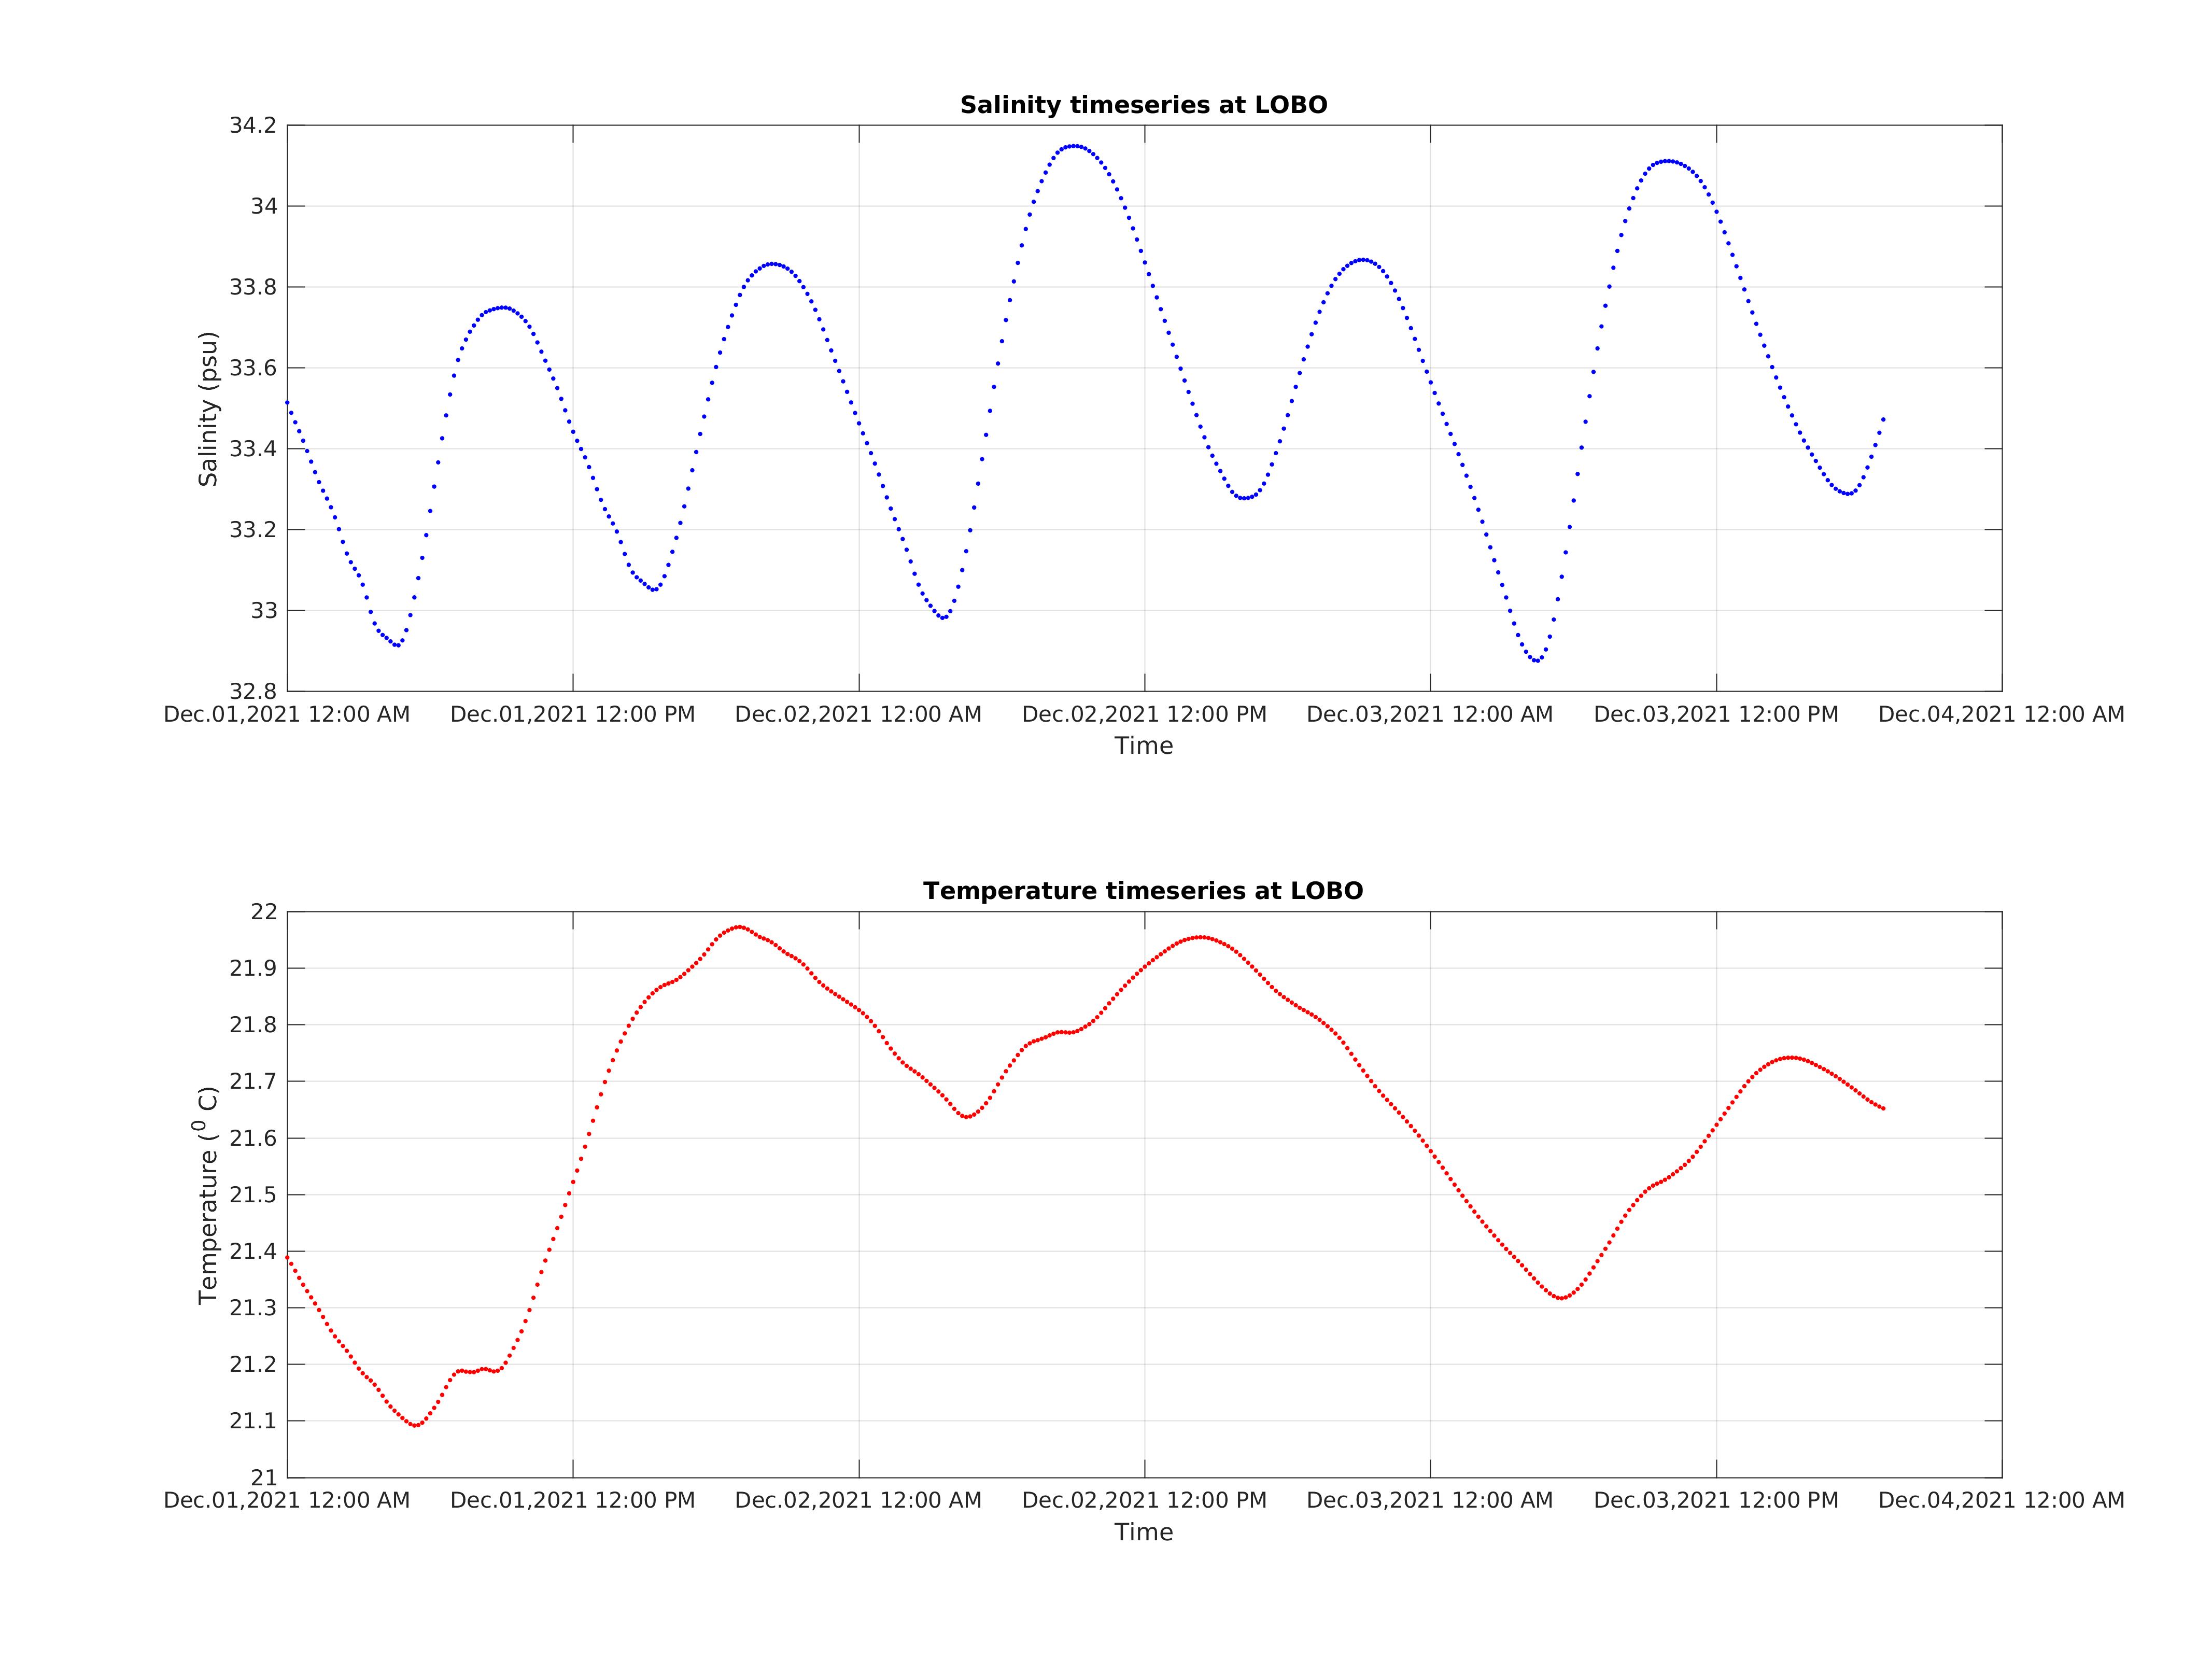 Salinity timeseries at LOBO
34.2
34
33.8
33.6
33.4
33.2
33
32.8
Salinity (psu)
Dec.01,2021 12:00 AM Dec.01,2021 12:00 PM Dec.02,2021 12:00 AM Dec.02,2021 12:00 PM Dec.03,2021 12:00 AM Dec.03,2021 12:00 PM Dec.04,2021 12:00 AM
Time
Temperature timeseries at LOBO
22
21.9
21.8
21.7
21.6
21.5
21.4
21.3
21.2
21.1
21
Temperature (⁰ C)
Dec.01,2021 12:00 AM Dec.01,2021 12:00 PM Dec.02,2021 12:00 AM Dec.02,2021 12:00 PM Dec.03,2021 12:00 AM Dec.03,2021 12:00 PM Dec.04,2021 12:00 AM
Time